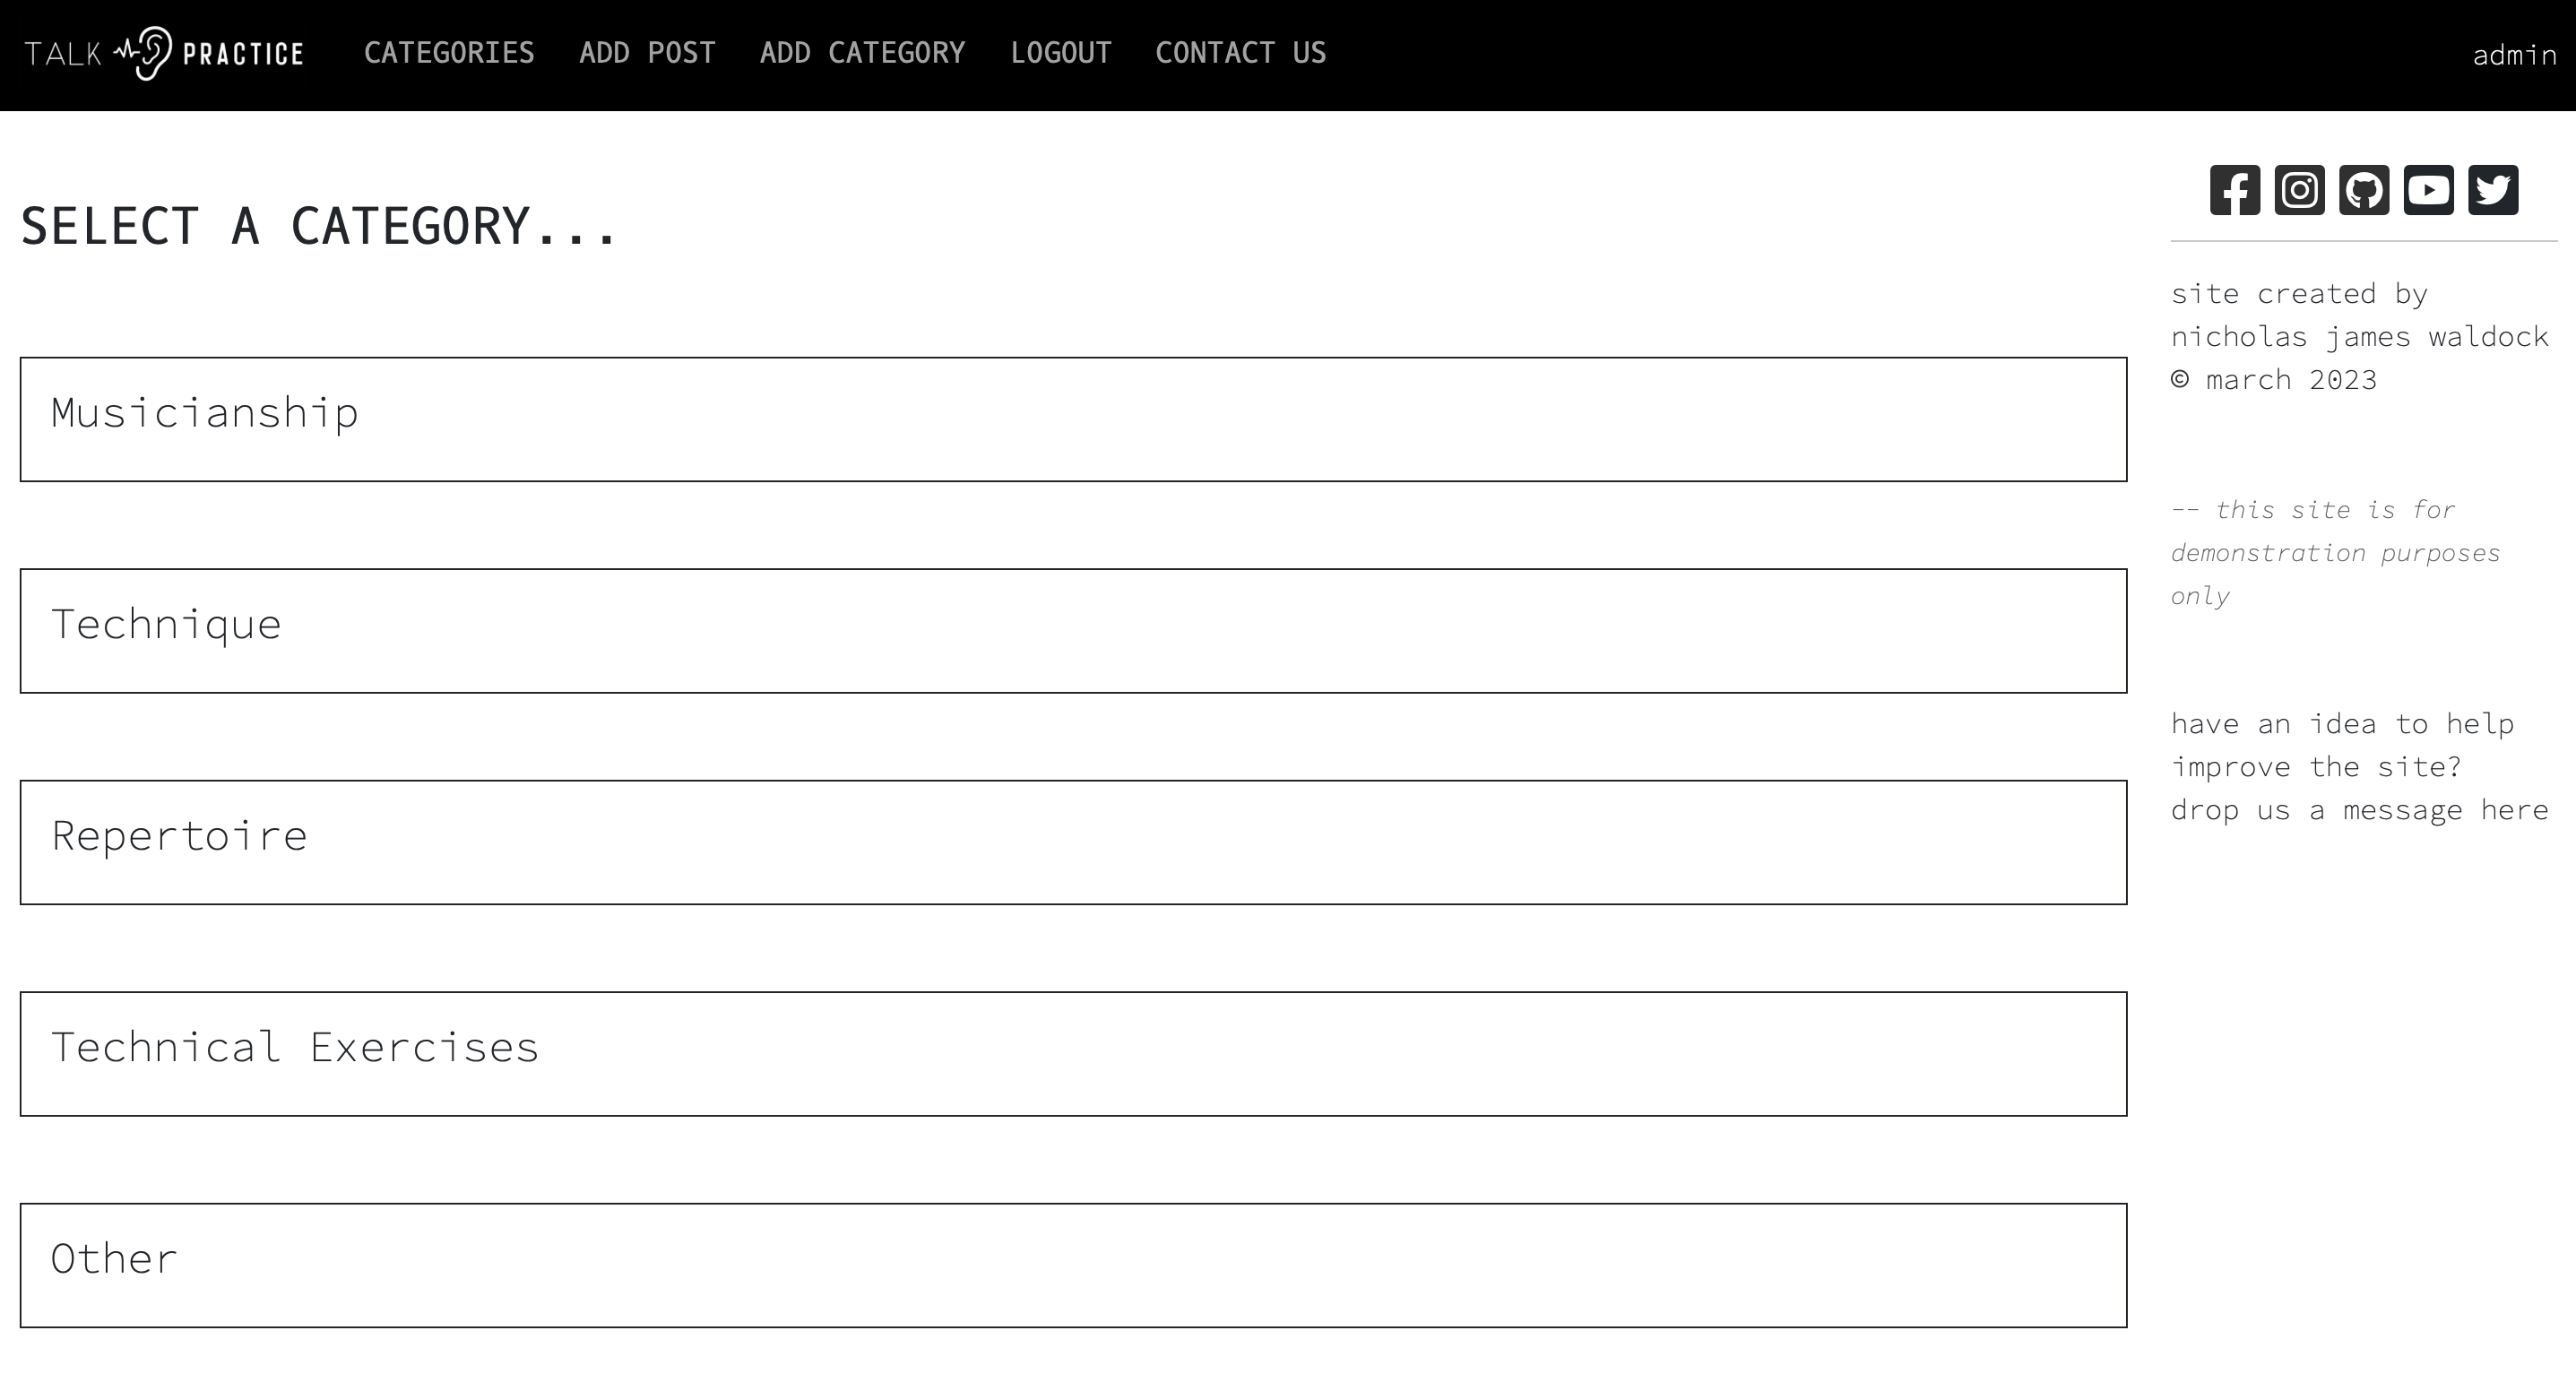 TALK PRACTICE
CATEGORIES ADD POST ADD CATEGORY LOGOUT CONTACT US
admin
SELECT A CATEGORY...
Musicianship
Technique
Repertoire
Technical Exercises
Other
site created by
nicholas james waldock
© march 2023
-- this site is for
demonstration purposes
only
have an idea to help
improve the site?
drop us a message here